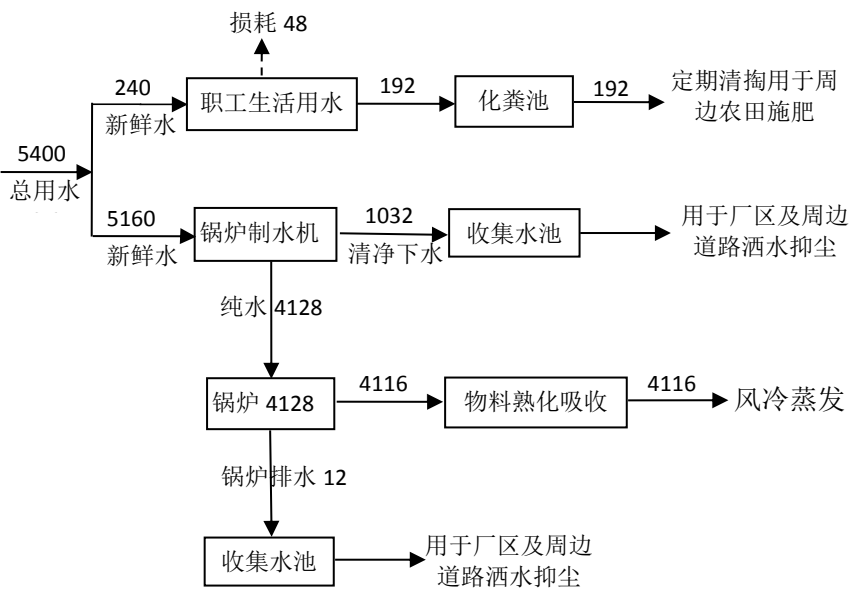 损耗 48
240
新鲜水
职工生活用水
192
化粪池
192
定期清掏用于周
边农田施肥
5400
总用水
5160
新鲜水
锅炉制水机
1032
清净下水
收集水池
用于厂区及周边
道路洒水抑尘
纯水 4128
锅炉 4128
4116
物料熟化吸收
4116
风冷蒸发
锅炉排水 12
收集水池
用于厂区及周边
道路洒水抑尘